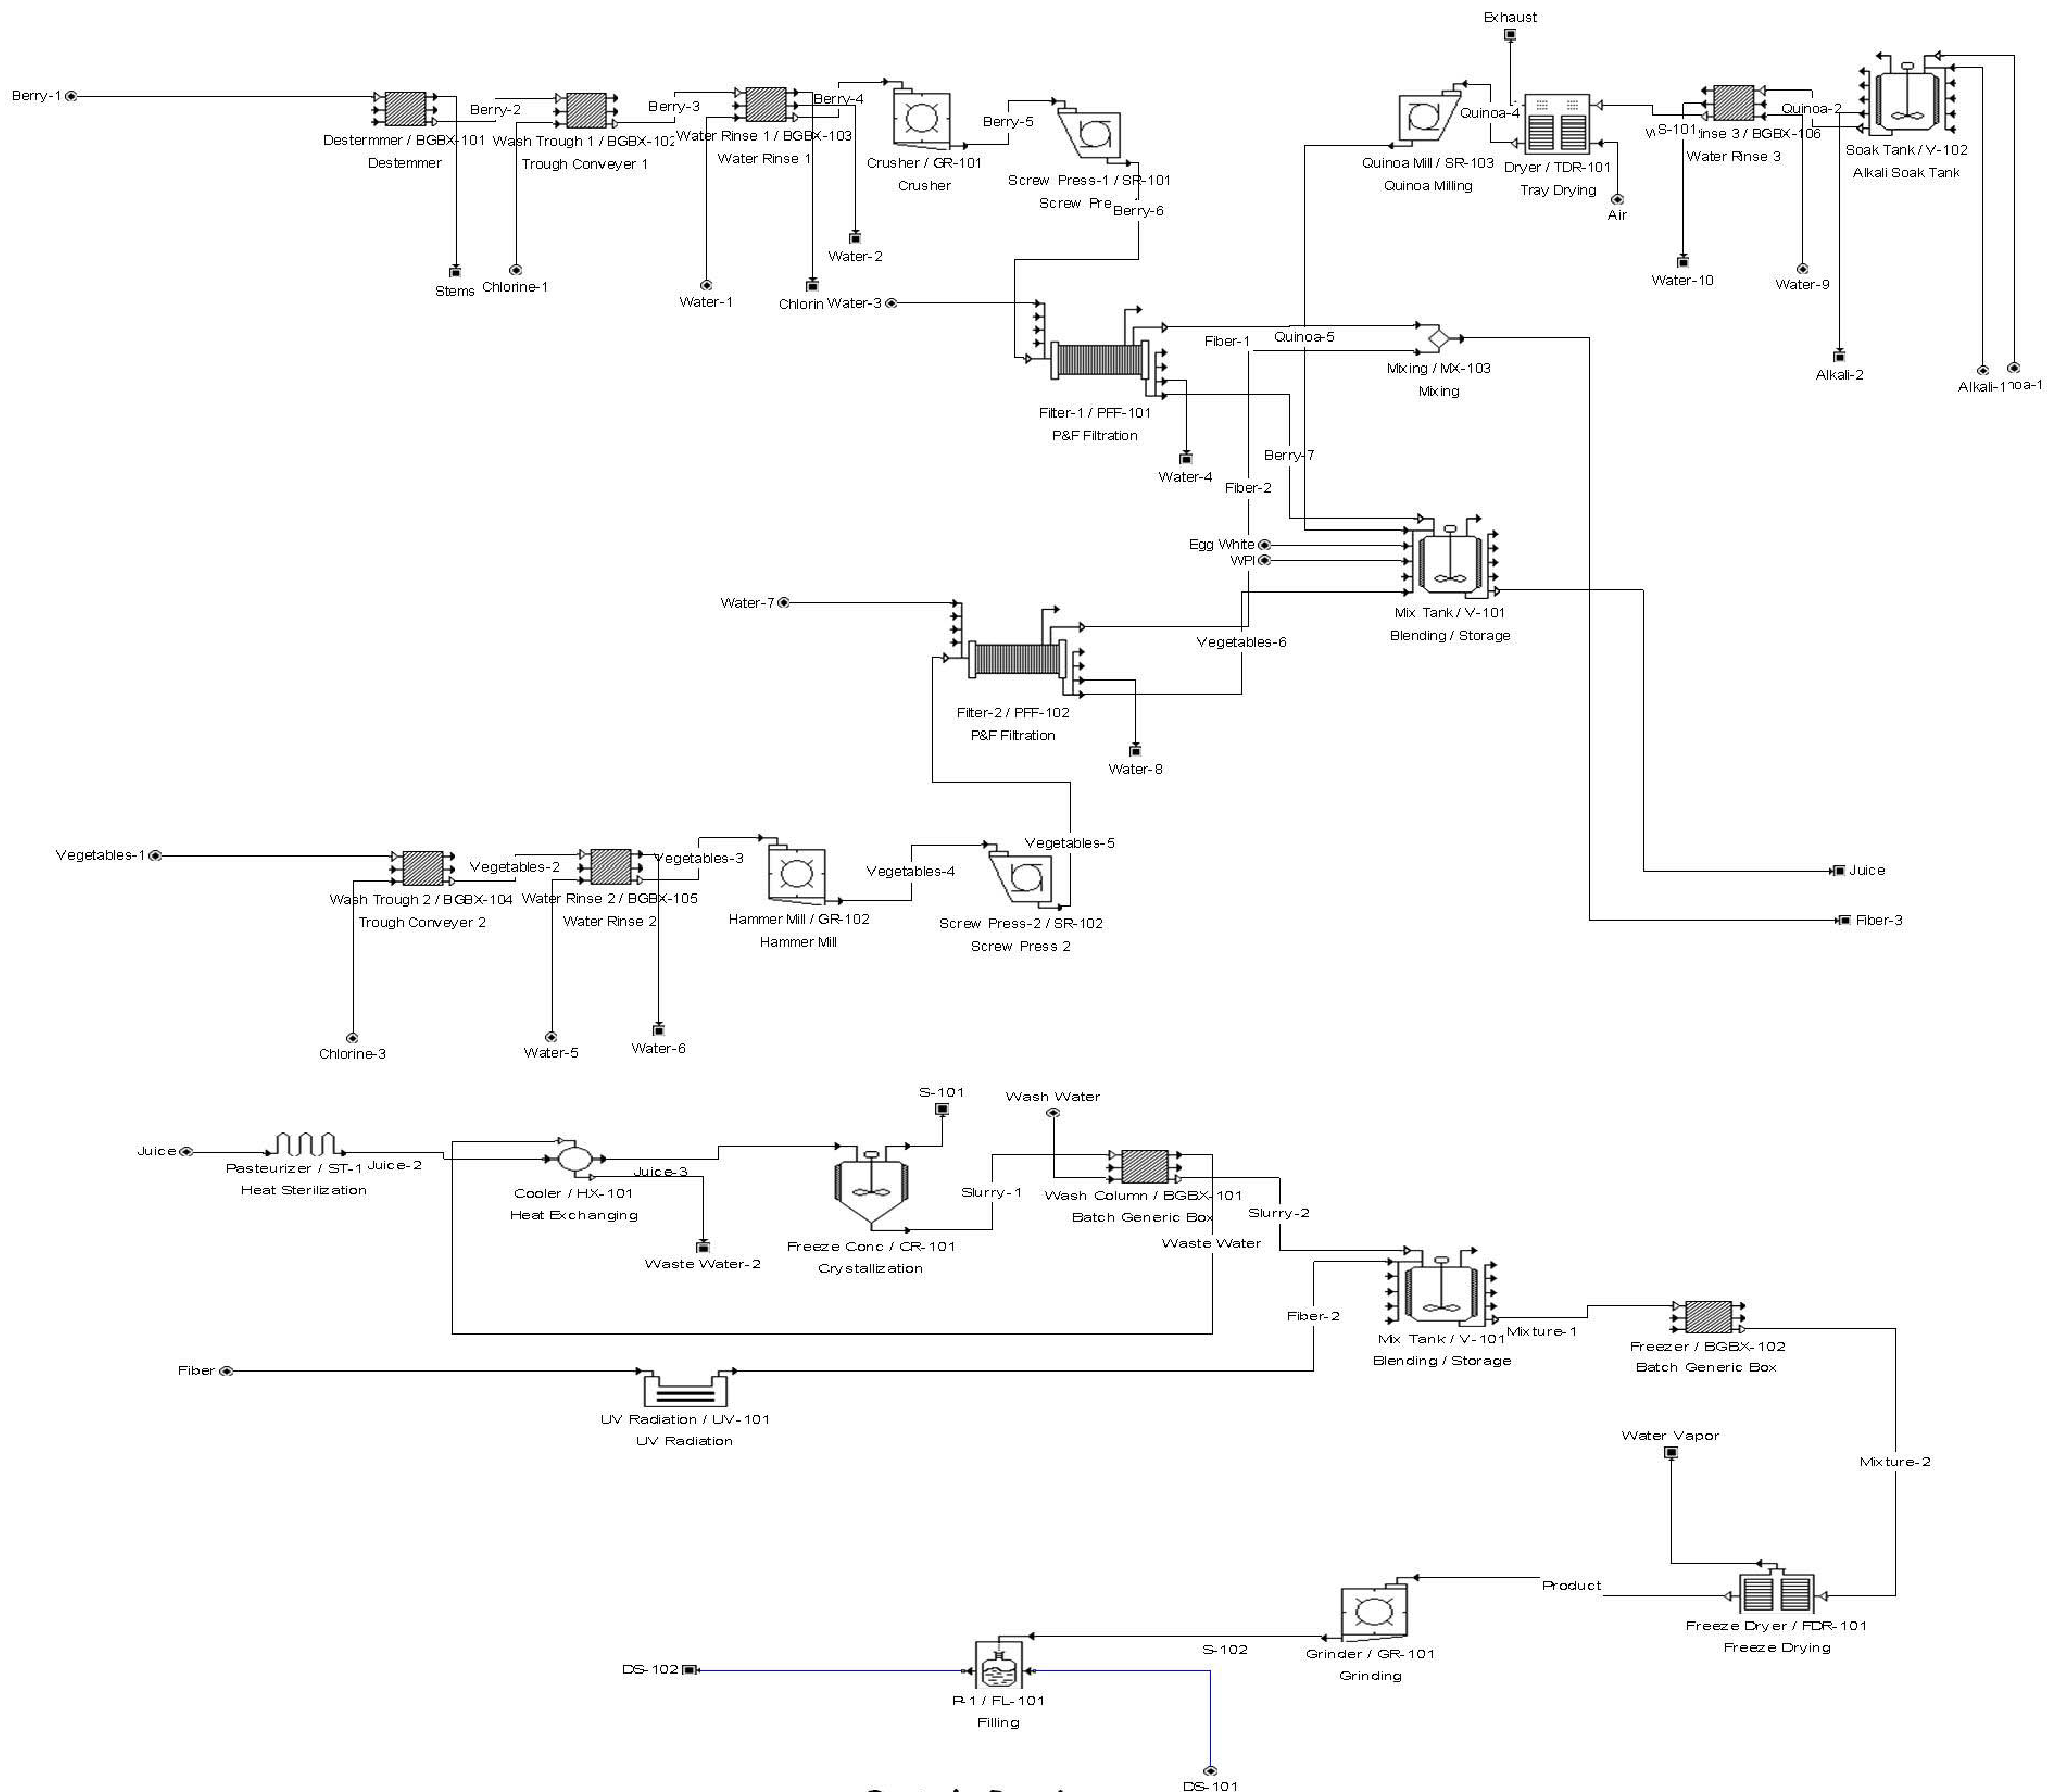 Exhaust
Berry-1
Berry-2
Berry-3
Berry-4
Berry-5
Berry-6
Destemmer / BGBX-101
Destemmer
Wash Trough 1 / BGBX-102
Trough Conveyer 1
Water Rinse 1 / BGBX-103
Water Rinse 1
Crusher / GR-101
Crusher
Screw Press-1 / SR-101
Screw Pre
Stems
Chlorine-1
Water-1
Chlorin
Water-2
Water-3
Quinoa-4
Quinoa-2
S-101
inse 3 / BGBX-106
Water Rinse 3
Quinoa Mill / SR-103
Quinoa Milling
Dryer / TDR-101
Tray Drying
Soak Tank / V-102
Alkali Soak Tank
Air
Water-10
Water-9
Alkali-2
Alkali-1
oa-1
Fiber-1
Quinoa-5
Mixing / MX-103
Mixing
Filter-1 / PFF-101
P&F Filtration
Water-4
Berry-7
Fiber-2
Egg White
WPI
Mix Tank / V-101
Blending / Storage
Water-7
Vegetables-6
Filter-2 / PFF-102
P&F Filtration
Water-8
Vegetables-1
Vegetables-2
Vegetables-3
Vegetables-4
Vegetables-5
Wash Trough 2 / BGBX-104
Trough Conveyer 2
Water Rinse 2 / BGBX-105
Water Rinse 2
Hammer Mill / GR-102
Hammer Mill
Screw Press-2 / SR-102
Screw Press 2
Juice
Fiber-3
Chlorine-3
Water-5
Water-6
S-101
Wash Water
Juice
Juice-2
Pasteurizer / ST-1
Heat Sterilization
Juice-3
Cooler / HX-101
Heat Exchanging
Waste Water-2
Freeze Conc / CR-101
Crystallization
Slurry-1
Wash Column / BGBX-101
Batch Generic Box
Slurry-2
Waste Water
Fiber-2
Mix Tank / V-101
Blending / Storage
Mixture-1
Freezer / BGBX-102
Batch Generic Box
Fiber
UV Radiation / UV-101
UV Radiation
Water Vapor
Mixture-2
Product
Freeze Dryer / FDR-101
Freeze Drying
Grinder / GR-101
Grinding
S-102
DS-102
P-1 / FL-101
Filling
DS-101